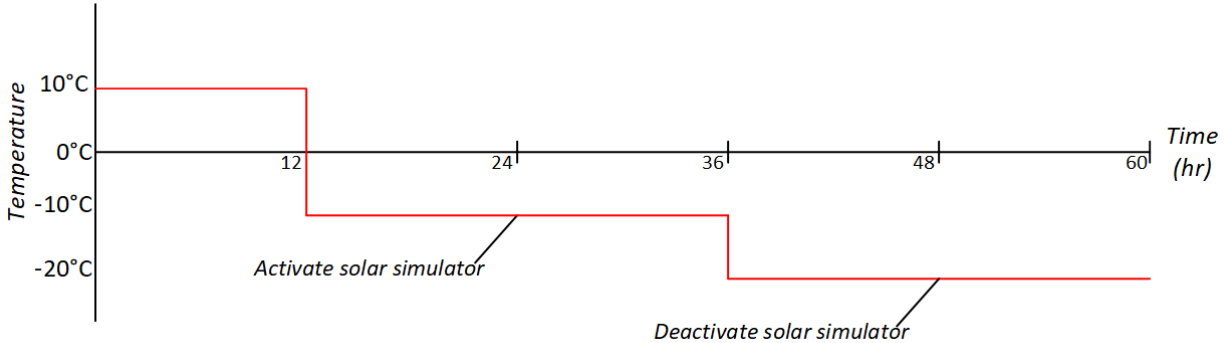 Temperature
10°C
0°C
-10°C
-20°C
12
24
36
48
60
Time
(hr)
Activate solar simulator
Deactivate solar simulator